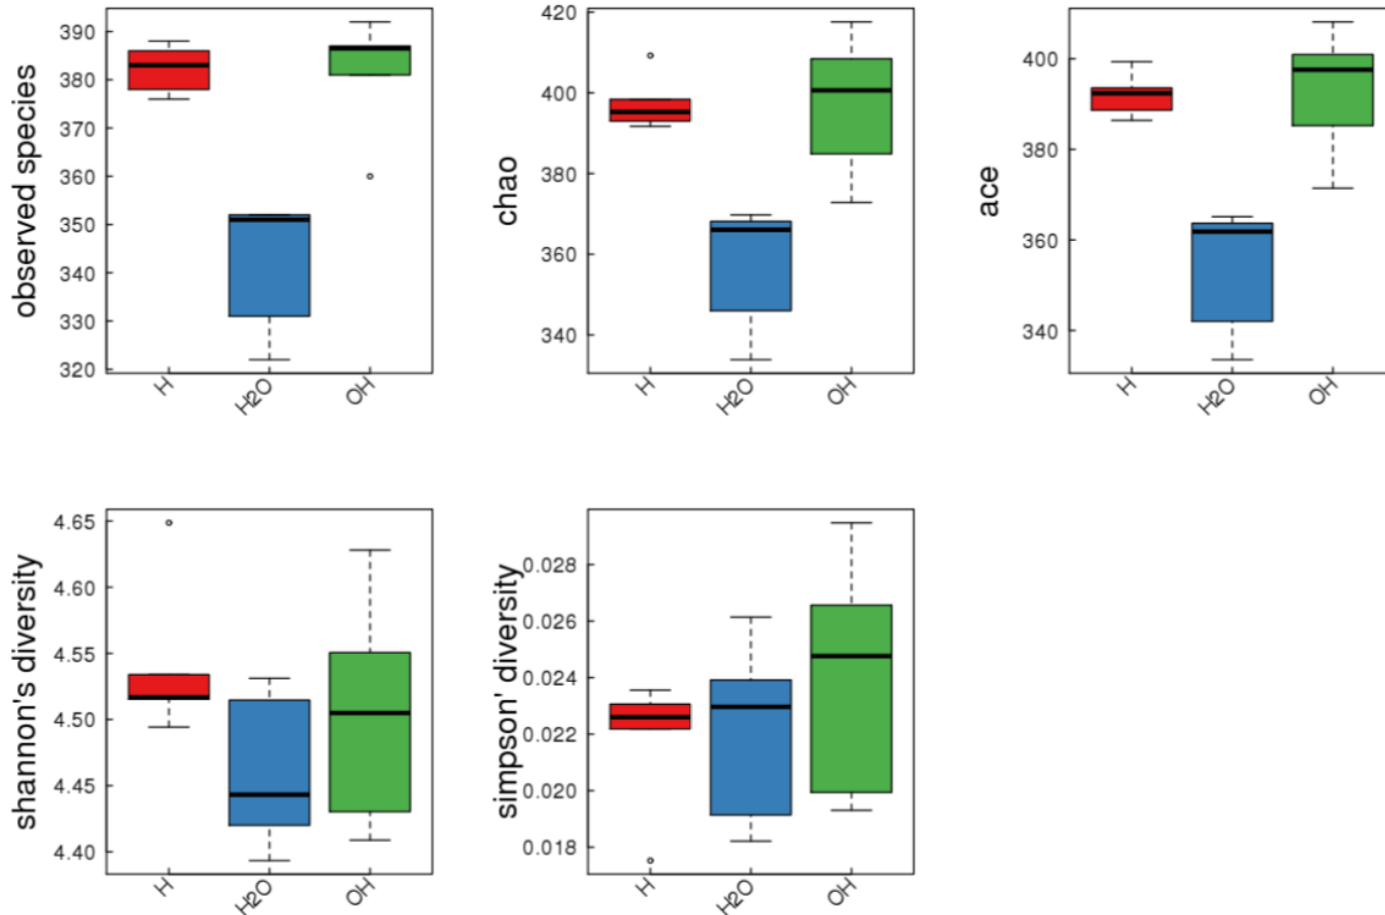 observed species
390
380
370
360
350
340
330
320
H
H2O
OH
chao
420
400
380
360
340
H
H2O
OH
ace
400
380
360
340
H
H2O
OH
shannon's diversity
4.65
4.60
4.55
4.50
4.45
4.40
H
H2O
OH
simpson' diversity
0.028
0.026
0.024
0.022
0.020
0.018
H
H2O
OH